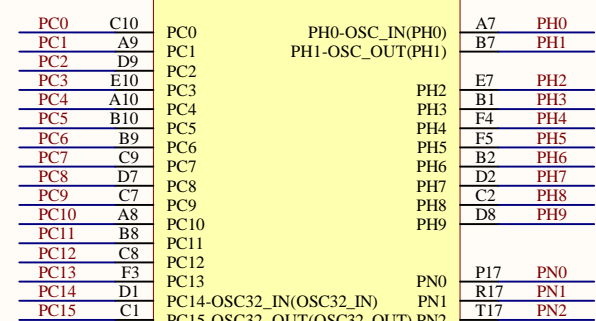 PC0 C10 PC0 PH0-OSC_IN(PH0) A7 PH0
PC1 A9 PC1 PH1-OSC_OUT(PH1) B7 PH1
PC2 D9 PC2
PC3 E10 PC3 PH2 E7 PH2
PC4 A10 PC4 PH3 B1 PH3
PC5 B10 PC5 PH4 F4 PH4
PC6 B9 PC6 PH5 F5 PH5
PC7 C9 PC7 PH6 B2 PH6
PC8 D7 PC8 PH7 D2 PH7
PC9 C7 PC9 PH8 C2 PH8
PC10 A8 PC10 PH9 D8 PH9
PC11 B8 PC11
PC12 C8 PC12
PC13 F3 PC13 PN0 P17 PN0
PC14 D1 PC14-OSC32_IN(OSC32_IN) PN1 R17 PN1
PC15 C1 PC15-OSC32_OUT(OSC32_OUT) PN2 T17 PN2